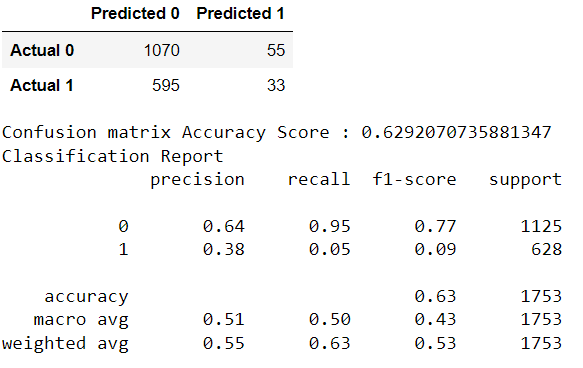 Predicted 0 Predicted 1
Actual 0 1070 55
Actual 1 595 33
Confusion matrix Accuracy Score : 0.6292070735881347
Classification Report
precision recall f1-score support
0 0.64 0.95 0.77 1125
1 0.38 0.05 0.09 628
accuracy 0.63 1753
macro avg 0.51 0.50 0.43 1753
weighted avg 0.55 0.63 0.53 1753